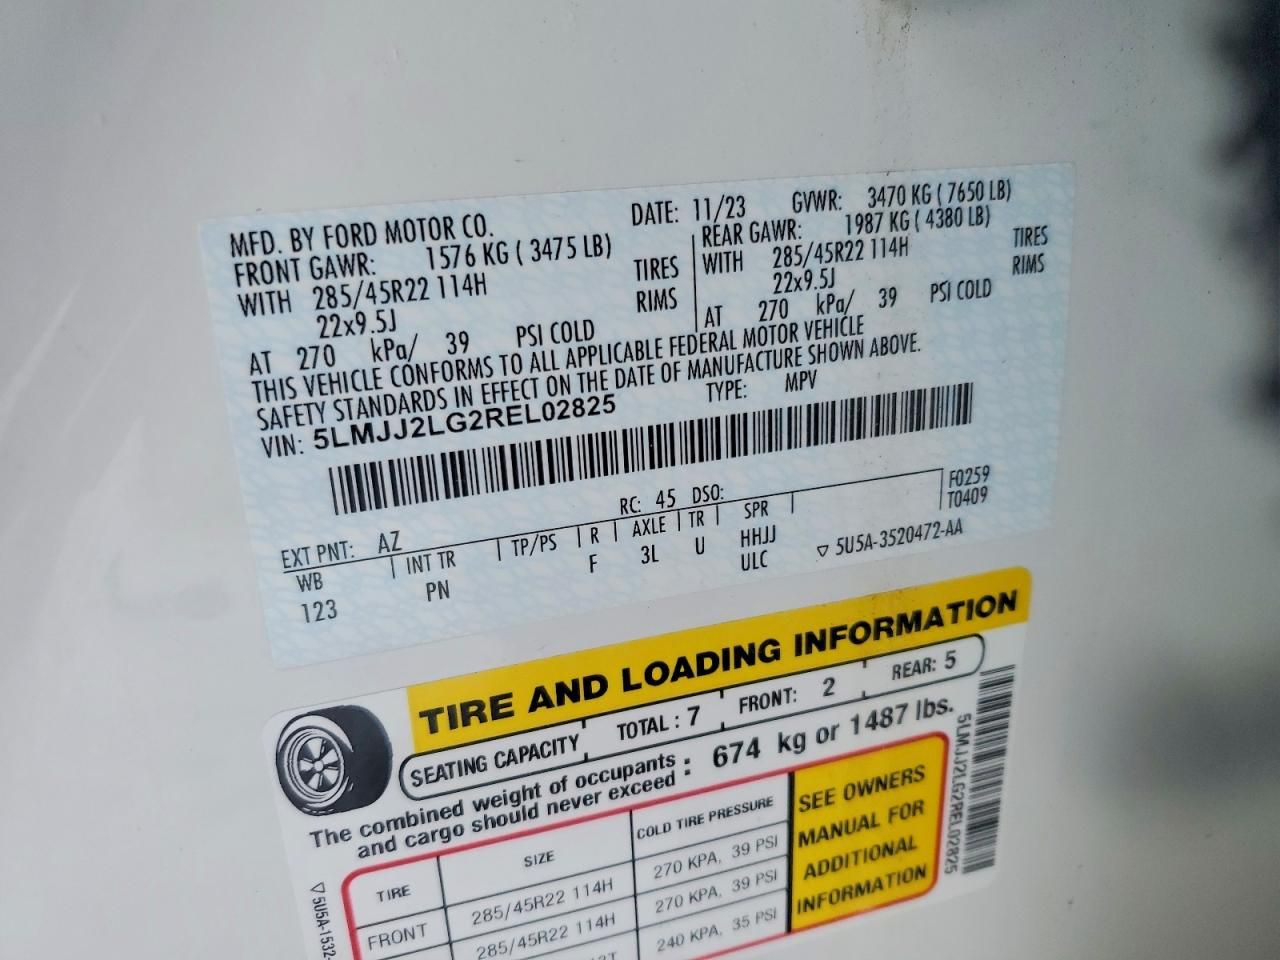 MFD. BY FORD MOTOR CO.
DATE: 11/23 GVWR: 3470 KG ( 7650 LB)
FRONT GAWR: 1576 KG ( 3475 LB)
WITH 285/45R22 114H TIRES
22x9.5J RIMS
AT 270 kPa/ 39 PSI COLD
REAR GAWR: 1987 KG ( 4380 LB)
WITH 285/45R22 114H TIRES
22x9.5J RIMS
AT 270 kPa/ 39 PSI COLD
THIS VEHICLE CONFORMS TO ALL APPLICABLE FEDERAL MOTOR VEHICLE
SAFETY STANDARDS IN EFFECT ON THE DATE OF MANUFACTURE SHOWN ABOVE.
VIN: 5LMJJ2LG2REL02825 TYPE: MPV
EXT PNT: AZ RC: 45 DSO: F0259
T0409
WB INT TR TP/PS R AXLE TR SPR
123 PN F 3L U HHJJ
ULC
▽ 5U5A-3520472-AA
TIRE AND LOADING INFORMATION
SEATING CAPACITY TOTAL : 7 FRONT: 2 REAR: 5
The combined weight of occupants and cargo should never exceed : 674 kg or 1487 lbs.
TIRE SIZE COLD TIRE PRESSURE
FRONT 285/45R22 114H 270 KPA, 39 PSI
285/45R22 114H 270 KPA, 39 PSI
240 KPA, 35 PSI
SEE OWNERS
MANUAL FOR
ADDITIONAL
INFORMATION
5LMJJ2LG2REL02825
▽5U5A-1532-